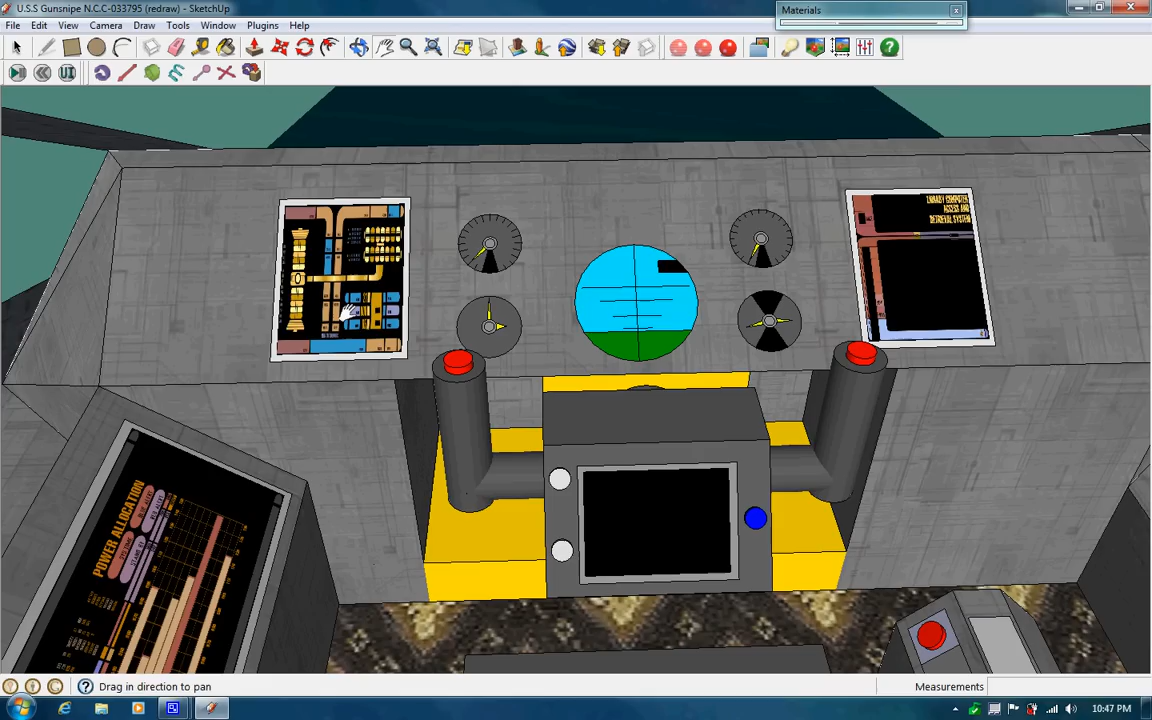 U.S.S Gunsnipe N.C.C-033795 (redraw) - SketchUp
Materials
File Edit View Camera Draw Tools Window Plugins Help
UI
LIBRARY COMPUTER
ACCESS AND
RETRIEVAL SYSTEM
POWER ALLOCATION
Drag in direction to pan
Measurements
10:47 PM